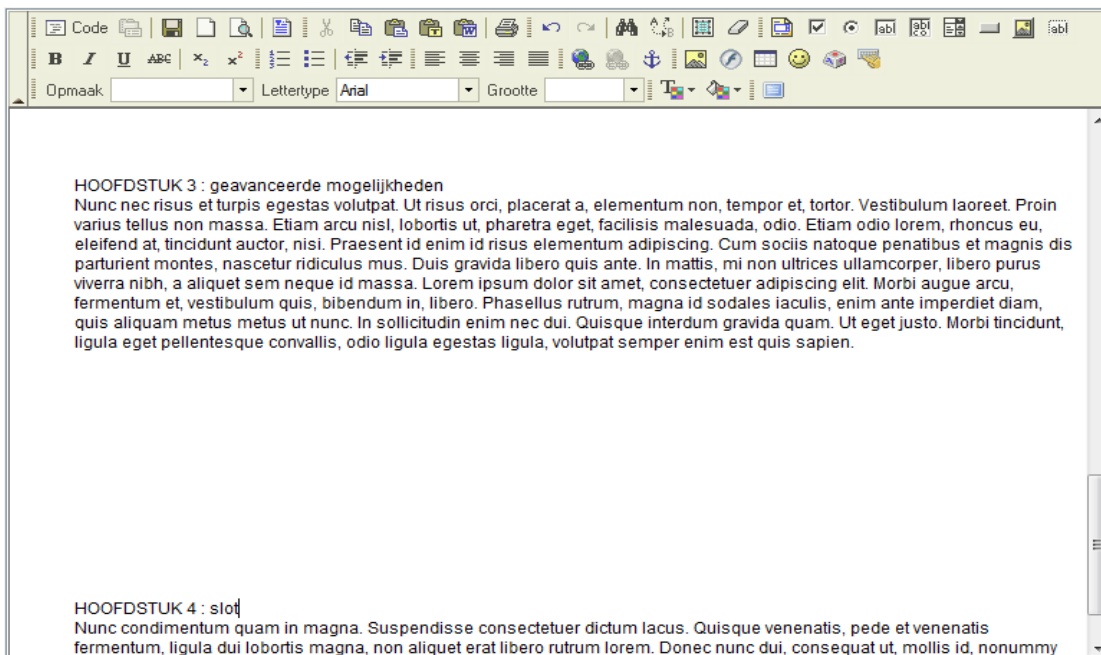 Code
B I U ABC x₂ x²
Opmaak Lettertype Arial Grootte
HOOFDSTUK 3 : geavanceerde mogelijkheden
Nunc nec risus et turpis egestas volutpat. Ut risus orci, placerat a, elementum non, tempor et, tortor. Vestibulum laoreet. Proin
varius tellus non massa. Etiam arcu nisl, lobortis ut, pharetra eget, facilisis malesuada, odio. Etiam odio lorem, rhoncus eu,
eleifend at, tincidunt auctor, nisi. Praesent id enim id risus elementum adipiscing. Cum sociis natoque penatibus et magnis dis
parturient montes, nascetur ridiculus mus. Duis gravida libero quis ante. In mattis, mi non ultrices ullamcorper, libero purus
viverra nibh, a aliquet sem neque id massa. Lorem ipsum dolor sit amet, consectetuer adipiscing elit. Morbi augue arcu,
fermentum et, vestibulum quis, bibendum in, libero. Phasellus rutrum, magna id sodales iaculis, enim ante imperdiet diam,
quis aliquam metus metus ut nunc. In sollicitudin enim nec dui. Quisque interdum gravida quam. Ut eget justo. Morbi tincidunt,
ligula eget pellentesque convallis, odio ligula egestas ligula, volutpat semper enim est quis sapien.
HOOFDSTUK 4 : slot
Nunc condimentum quam in magna. Suspendisse consectetuer dictum lacus. Quisque venenatis, pede et venenatis
fermentum, ligula dui lobortis magna, non aliquet erat libero rutrum lorem. Donec nunc dui, consequat ut, mollis id, nonummy